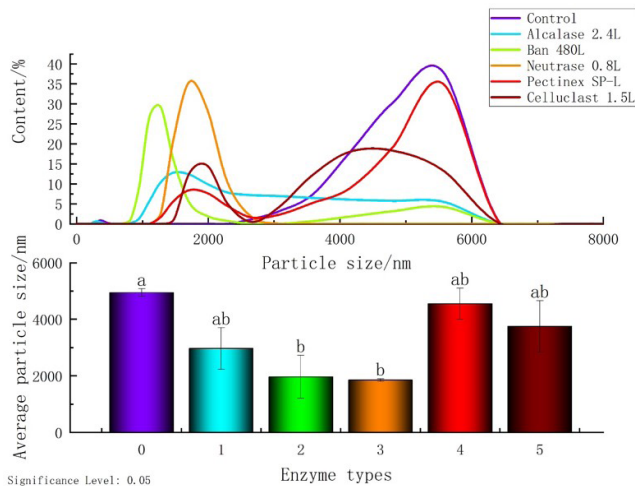 Control
Alcalase 2.4L
Ban 480L
Neutrase 0.8L
Pectinex SP-L
Celluclast 1.5L
Content/%
40
35
30
25
20
15
10
5
0
0 2000 4000 6000 8000
Particle size/nm
Average particle size/nm
6000
4000
2000
0
a ab b b ab ab
0 1 2 3 4 5
Enzyme types
Significance Level: 0.05